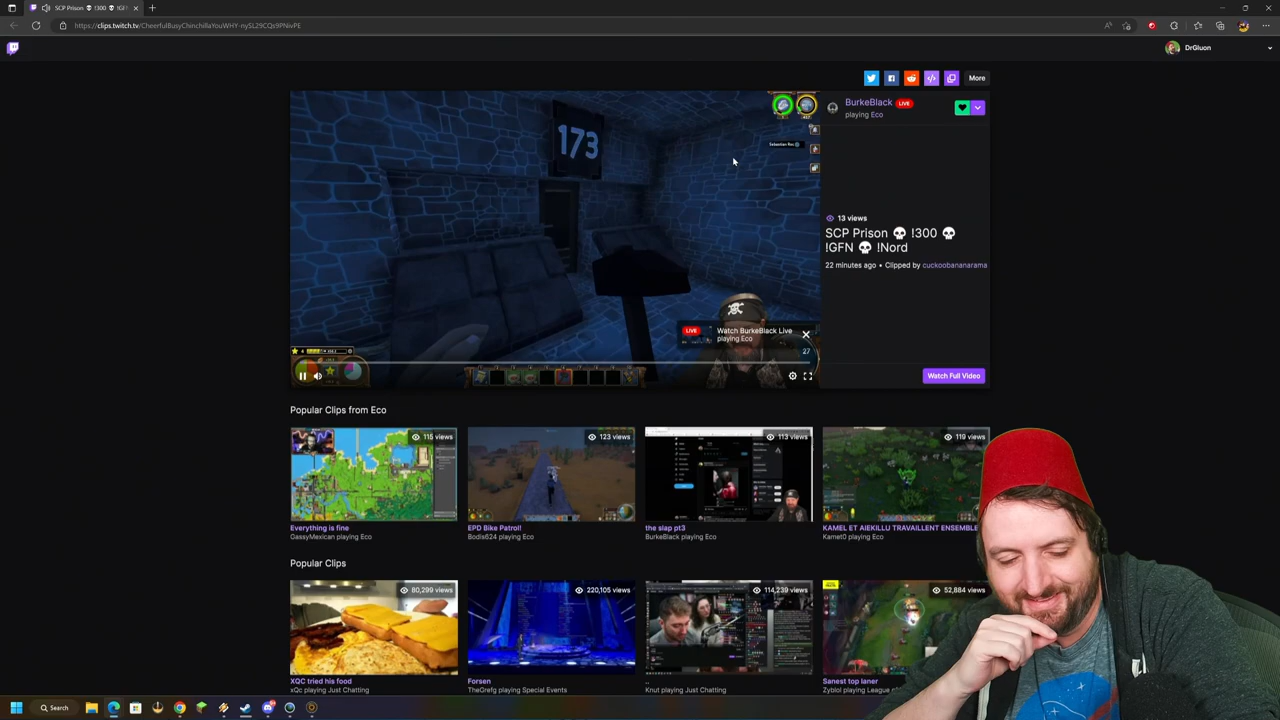 SCP Prison 💀 !300 💀 !GFN
https://clips.twitch.tv/CheerfulBusyChinchillaYouWHY-nySL29CQs9PNivPE
DrGluon
More
173
BurkeBlack LIVE
playing Eco
13 views
SCP Prison 💀 !300 💀
!GFN 💀 !Nord
22 minutes ago • Clipped by cuckoobananarama
LIVE
Watch BurkeBlack Live
playing Eco
27
Watch Full Video
Popular Clips from Eco
115 views
123 views
113 views
119 views
Everything is fine
GassyMexican playing Eco
EPD Bike Patrol!
Bodis624 playing Eco
the slap pt3
BurkeBlack playing Eco
KAMEL ET AIEKILLU TRAVAILLENT ENSEMBLE
Kamet0 playing Eco
Popular Clips
80,299 views
220,105 views
114,239 views
52,884 views
XQC tried his food
xQc playing Just Chatting
Forsen
TheGrefg playing Special Events
.
Knut playing Just Chatting
Sanest top laner
Zyblol playing League o
Search